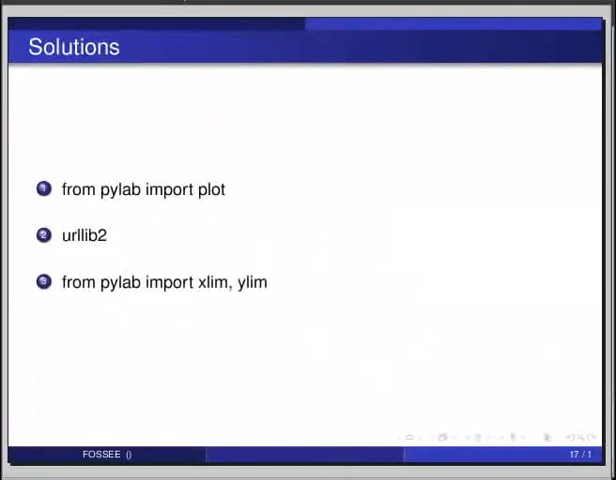 Solutions
1 from pylab import plot
2 urllib2
3 from pylab import xlim, ylim
FOSSEE () 17 / 1